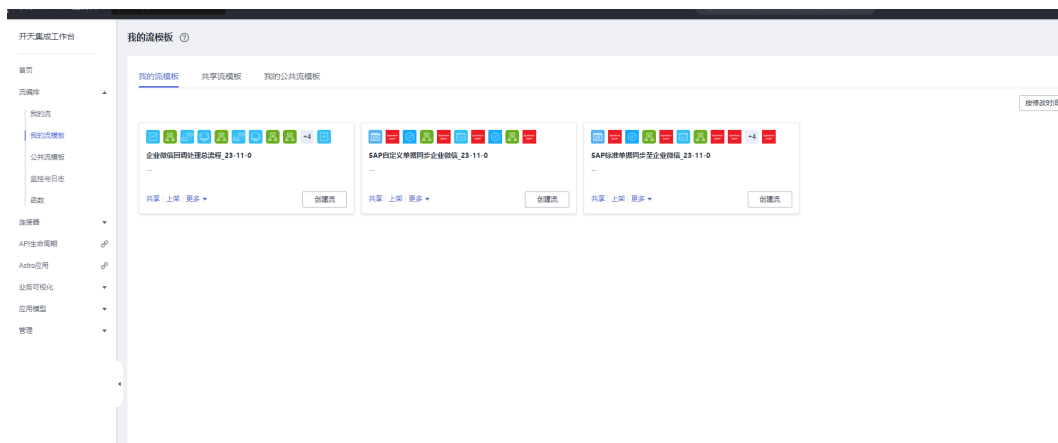 开天集成工作台
我的流模板
首页
流编排
我的流
我的流模板
公共流模板
监控与日志
函数
连接器
API生命周期
Astro应用
业务可视化
应用模型
管理
我的流模板 共享流模板 我的公共流模板
按修改时间
+4
企业微信回调处理总流程_23-11-0
...
共享 上架 更多 创建流
SAP自定义单据同步企业微信_23-11-0
...
共享 上架 更多 创建流
+4
SAP标准单据同步至企业微信_23-11-0
...
共享 上架 更多 创建流